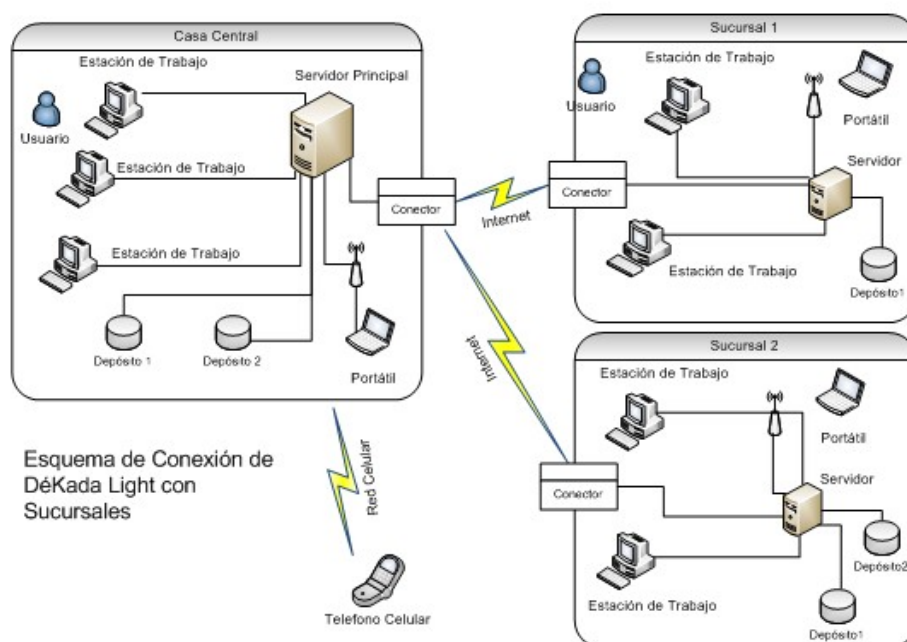 Casa Central
Estación de Trabajo
Servidor Principal
Usuario
Estación de Trabajo
Conector
Estación de Trabajo
Depósito 1
Depósito 2
Portátil
Internet
Internet
Red Celular
Telefono Celular
Esquema de Conexión de
DéKada Light con
Sucursales
Sucursal 1
Estación de Trabajo
Usuario
Portátil
Servidor
Conector
Estación de Trabajo
Depósito1
Sucursal 2
Estación de Trabajo
Portátil
Servidor
Conector
Depósito2
Estación de Trabajo
Depósito1